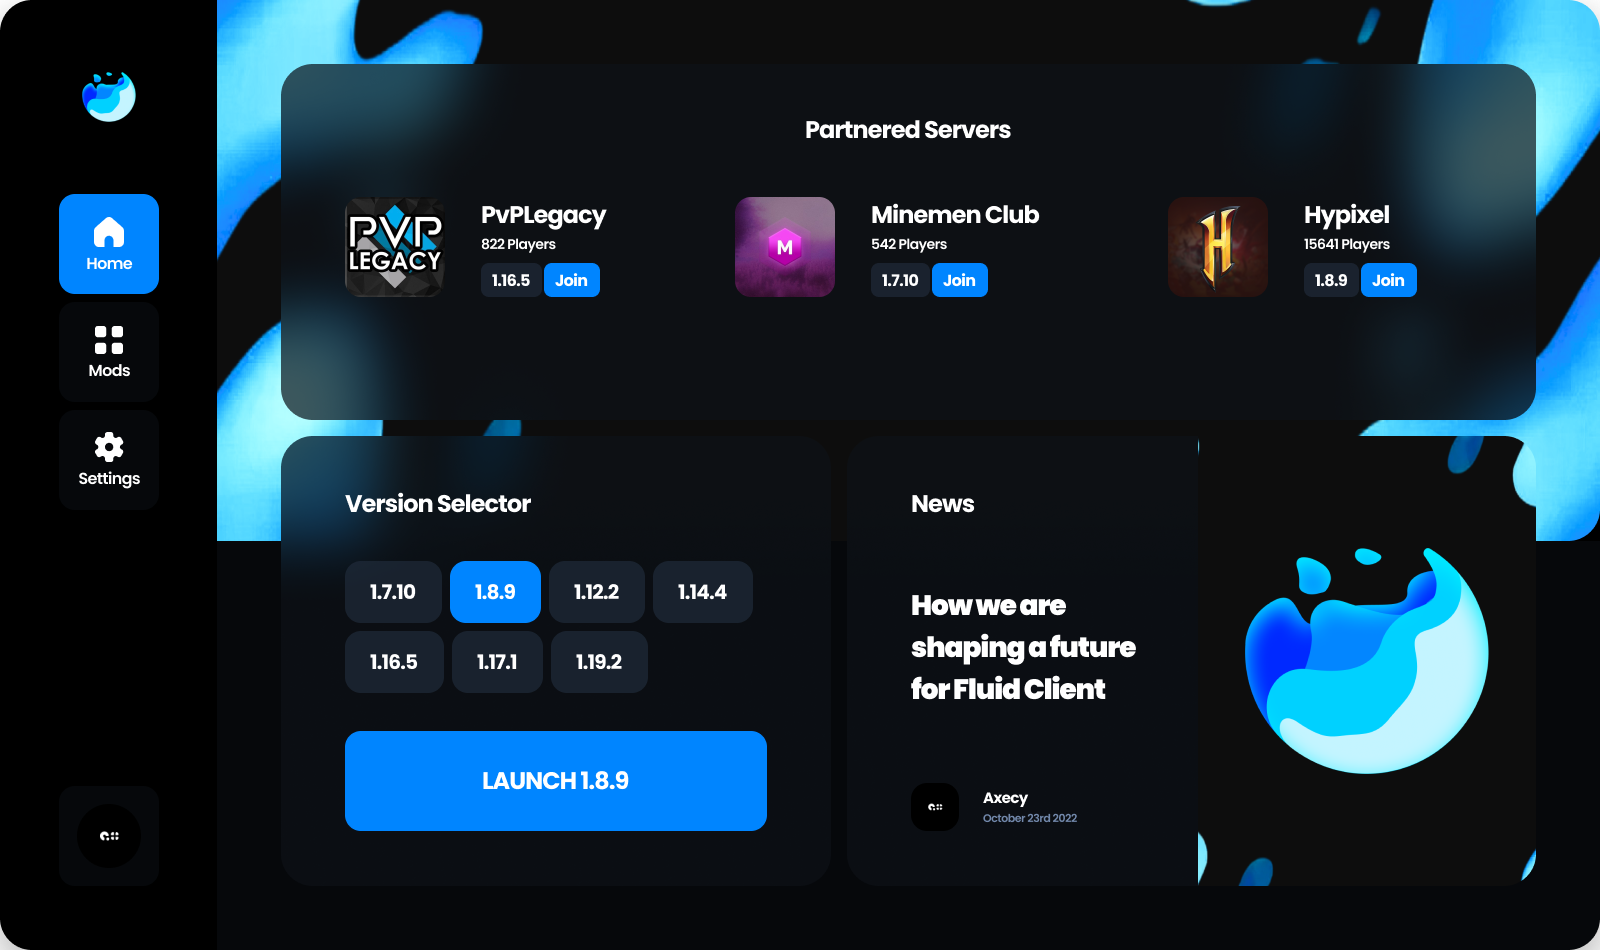 Home
Mods
Settings
Partnered Servers
PVP
LEGACY
PvPLegacy
822 Players
1.16.5 Join
M
Minemen Club
542 Players
1.7.10 Join
H
Hypixel
15641 Players
1.8.9 Join
Version Selector
1.7.10 1.8.9 1.12.2 1.14.4
1.16.5 1.17.1 1.19.2
LAUNCH 1.8.9
News
How we are
shaping a future
for Fluid Client
Axecy
October 23rd 2022